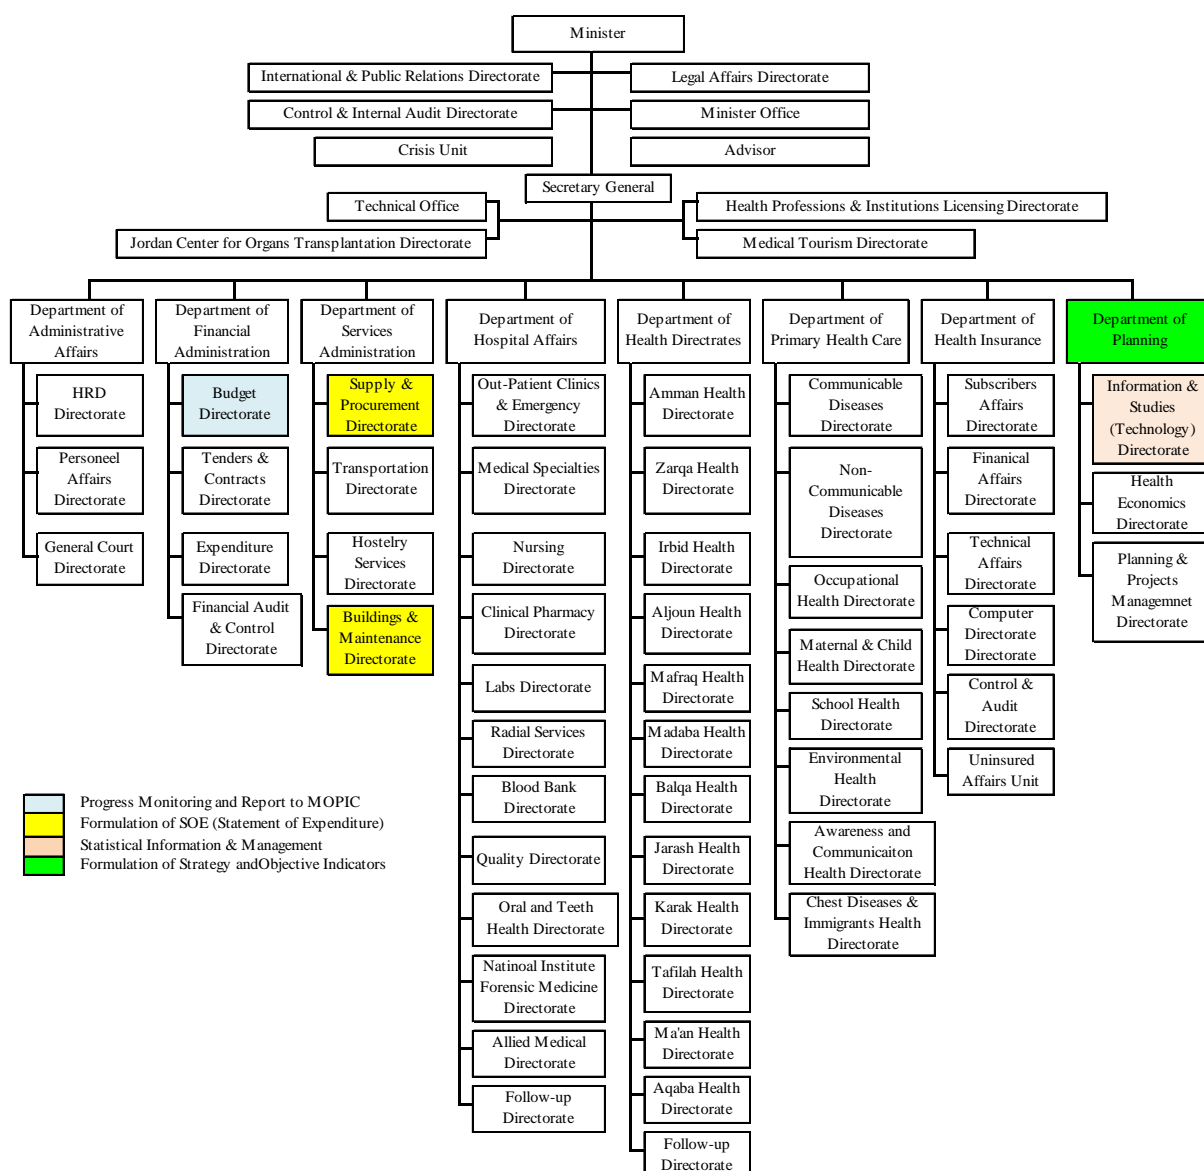 Minister
International & Public Relations Directorate
Legal Affairs Directorate
Control & Internal Audit Directorate
Minister Office
Crisis Unit
Advisor
Secretary General
Technical Office
Health Professions & Institutions Licensing Directorate
Jordan Center for Organs Transplantation Directorate
Medical Tourism Directorate
Department of
Administrative
Affairs
HRD
Directorate
Personeel
Affairs
Directorate
General Court
Directorate
Department of
Financial
Administration
Budget
Directorate
Tenders &
Contracts
Directorate
Expenditure
Directorate
Financial Audit
& Control
Directorate
Department of
Services
Administration
Supply &
Procurement
Directorate
Transportation
Directorate
Hostelry
Services
Directorate
Buildings &
Maintenance
Directorate
Department of
Hospital Affairs
Out-Patient Clinics
& Emergency
Directorate
Medical Specialties
Directorate
Nursing
Directorate
Clinical Pharmacy
Directorate
Labs Directorate
Radial Services
Directorate
Blood Bank
Directorate
Quality Directorate
Oral and Teeth
Health Directorate
Natinoal Institute
Forensic Medicine
Directorate
Allied Medical
Directorate
Follow-up
Directorate
Department of
Health Directrates
Amman Health
Directorate
Zarqa Health
Directorate
Irbid Health
Directorate
Aljoun Health
Directorate
Mafraq Health
Directorate
Madaba Health
Directorate
Balqa Health
Directorate
Jarash Health
Directorate
Karak Health
Directorate
Tafilah Health
Directorate
Ma'an Health
Directorate
Aqaba Health
Directorate
Follow-up
Directorate
Department of
Primary Health Care
Communicable
Diseases
Directorate
Non-
Communicable
Diseases
Directorate
Occupational
Health Directorate
Maternal & Child
Health Directorate
School Health
Directorate
Environmental
Health
Directorate
Awareness and
Communicaiton
Health Directorate
Chest Diseases &
Immigrants Health
Directorate
Department of
Health Insurance
Subscribers
Affairs
Directorate
Finanical
Affairs
Directorate
Technical
Affairs
Directorate
Computer
Directorate
Directorate
Control &
Audit
Directorate
Uninsured
Affairs Unit
Department of
Planning
Information &
Studies
(Technology)
Directorate
Health
Economics
Directorate
Planning &
Projects
Managemnet
Directorate
Progress Monitoring and Report to MOPIC
Formulation of SOE (Statement of Expenditure)
Statistical Information & Management
Formulation of Strategy andObjective Indicators